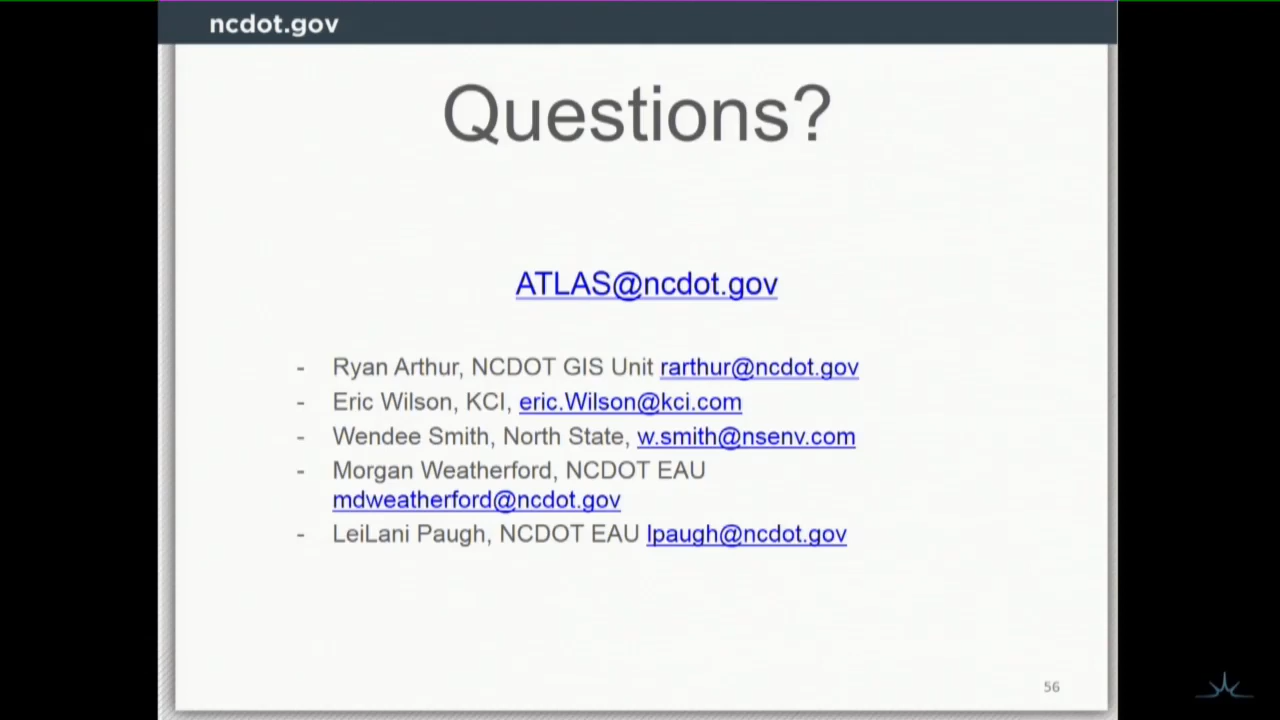 ncdot.gov
Questions?
ATLAS@ncdot.gov
- Ryan Arthur, NCDOT GIS Unit rarthur@ncdot.gov
- Eric Wilson, KCI, eric.Wilson@kci.com
- Wendee Smith, North State, w.smith@nsenv.com
- Morgan Weatherford, NCDOT EAU
mdweatherford@ncdot.gov
- LeiLani Paugh, NCDOT EAU lpaugh@ncdot.gov
56